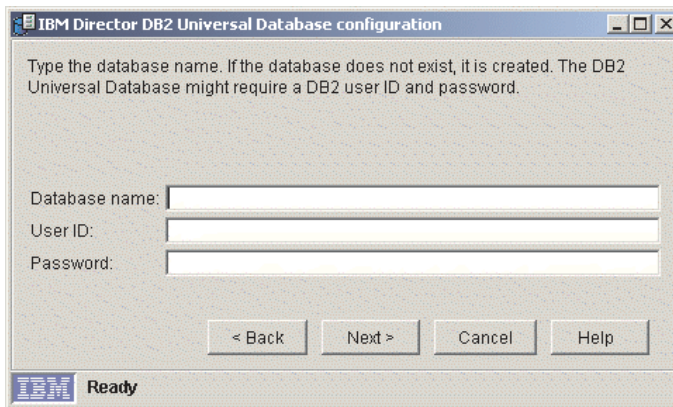 IBM Director DB2 Universal Database configuration
Type the database name. If the database does not exist, it is created. The DB2
Universal Database might require a DB2 user ID and password.
Database name:
User ID:
Password:
< Back Next > Cancel Help
IBM Ready